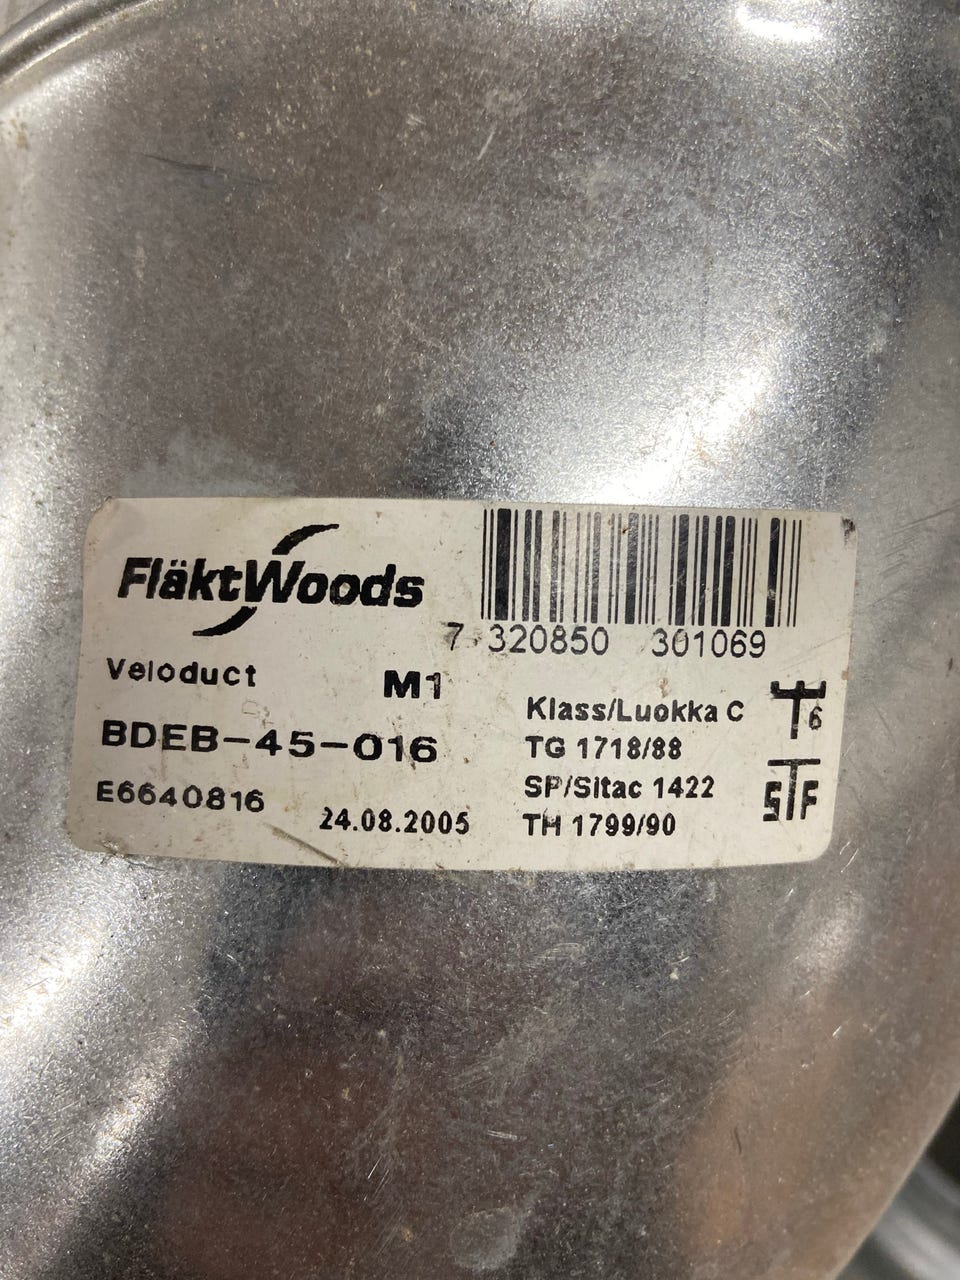 FläktWoods
7 320850 301069
Veloduct
M1
BDEB-45-016
E6640816
24.08.2005
Klass/Luokka C
TG 1718/88
SP/Sitac 1422
TH 1799/90
T6
STF